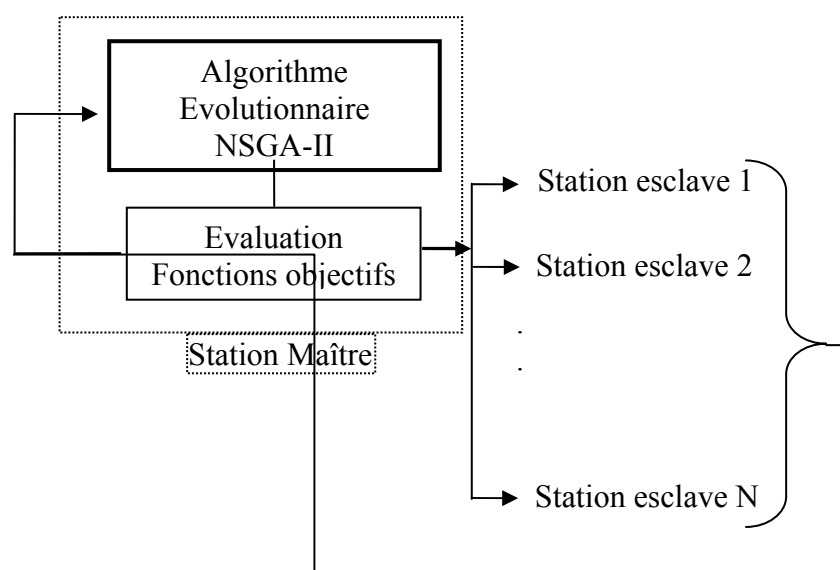 Algorithme
Evolutionnaire
NSGA-II
Evaluation
Fonctions objectifs
Station Maître
Station esclave 1
Station esclave 2
.
.
Station esclave N